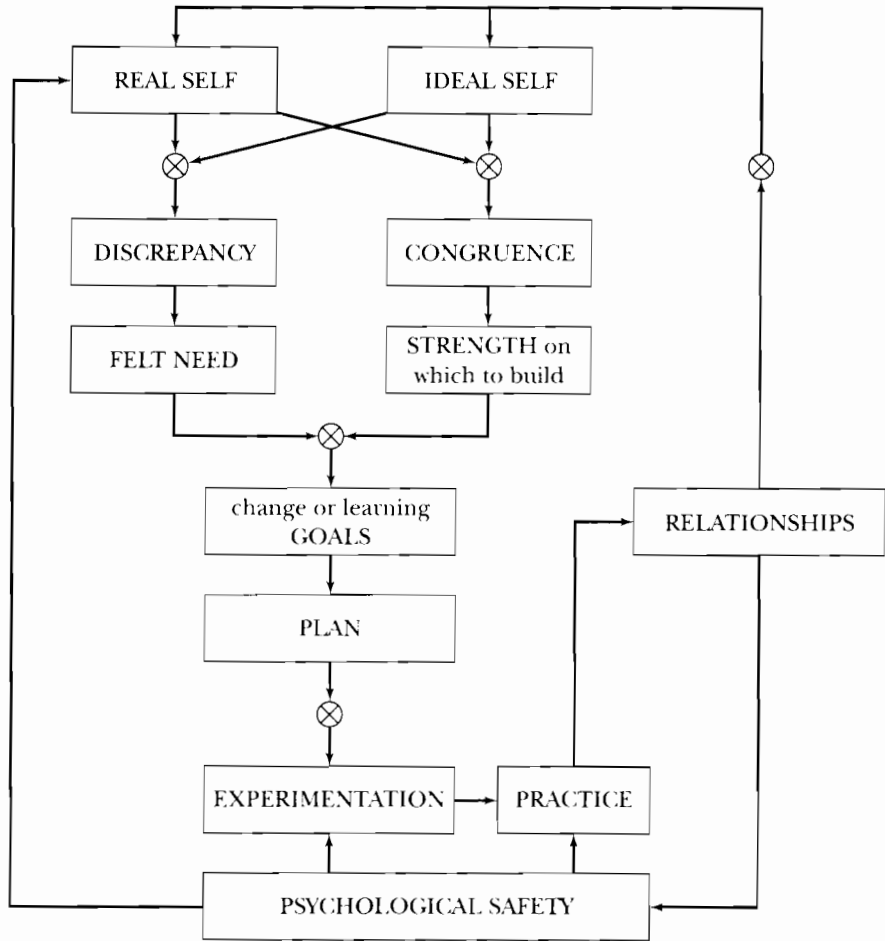 REAL SELF
IDEAL SELF
DISCREPANCY
CONGRUENCE
FELT NEED
STRENGTH on
which to build
change or learning
GOALS
RELATIONSHIPS
PLAN
EXPERIMENTATION
PRACTICE
PSYCHOLOGICAL SAFETY